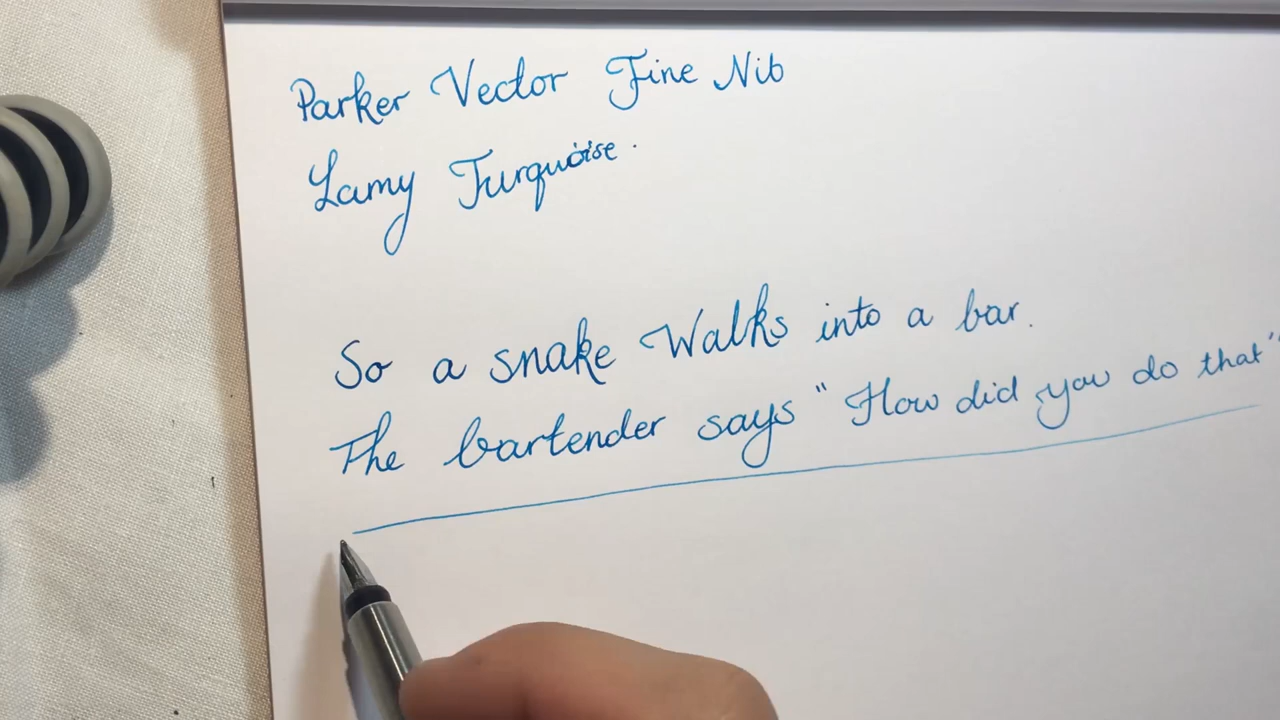 Parker Vector Fine Nib
Lamy Turquoise.
So a snake Walks into a bar.
The bartender says "How did you do that"